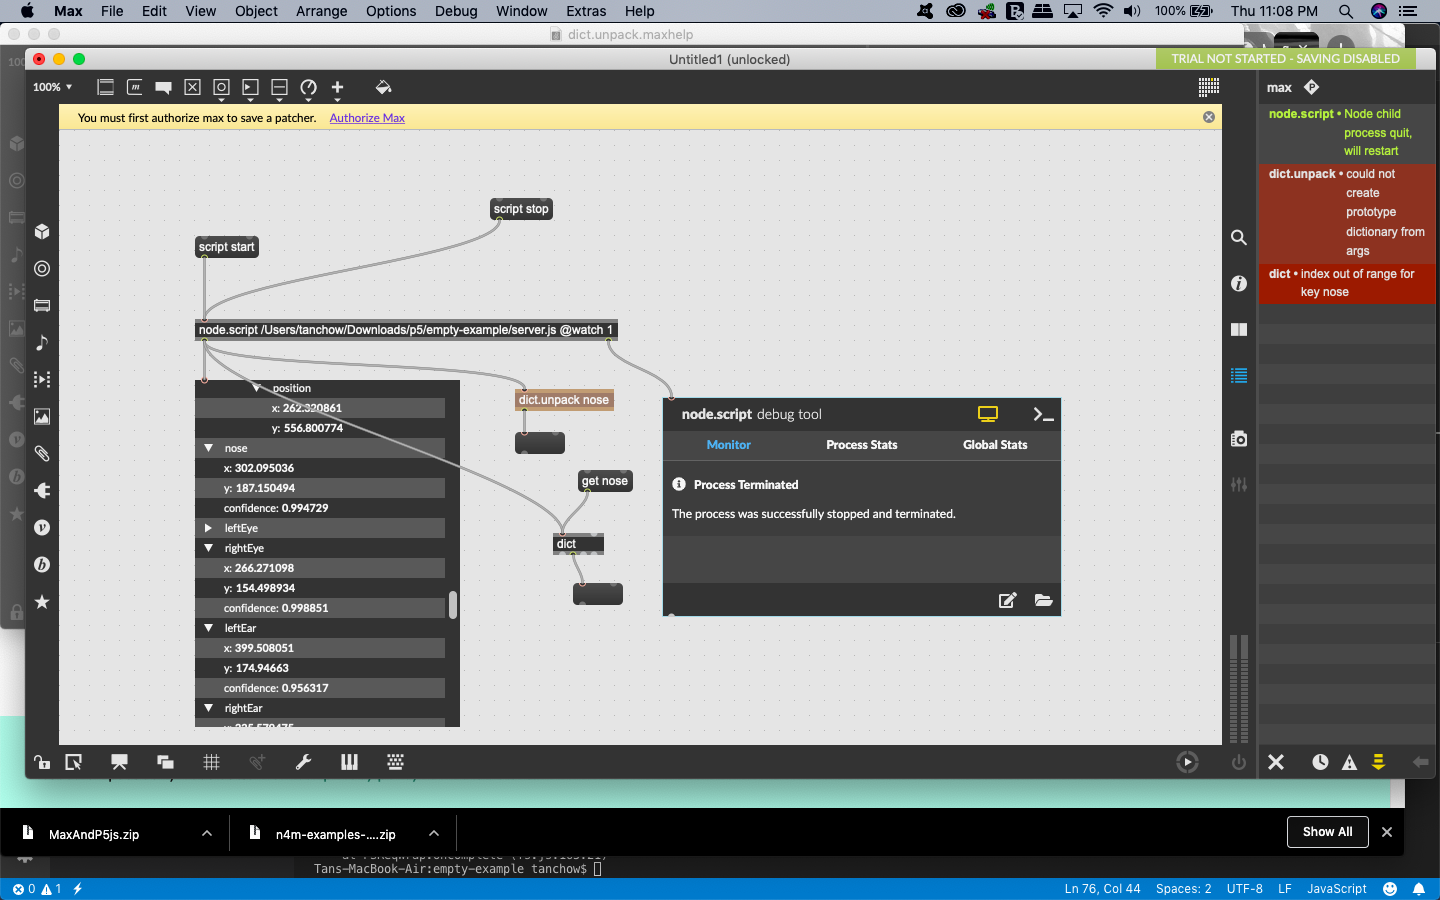 Max File Edit View Object Arrange Options Debug Window Extras Help 100% Thu 11:08 PM
dict.unpack.maxhelp
Untitled1 (unlocked)
TRIAL NOT STARTED - SAVING DISABLED
100%
max
You must first authorize max to save a patcher. Authorize Max
node.script • Node child
process quit,
will restart
dict.unpack • could not
create
prototype
dictionary from
args
dict • index out of range for
key nose
script stop
script start
node.script /Users/tanchow/Downloads/p5/empty-example/server.js @watch 1
position
x: 262.320861
y: 556.800774
nose
x: 302.095036
y: 187.150494
confidence: 0.994729
leftEye
rightEye
x: 266.271098
y: 154.498934
confidence: 0.998851
leftEar
x: 399.508051
y: 174.94663
confidence: 0.956317
rightEar
dict.unpack nose
get nose
dict
node.script debug tool
Monitor Process Stats Global Stats
Process Terminated
The process was successfully stopped and terminated.
MaxAndP5js.zip
n4m-examples-....zip
Show All
Tans-MacBook-Air:empty-example tanchow$
0 1
Ln 76, Col 44 Spaces: 2 UTF-8 LF JavaScript